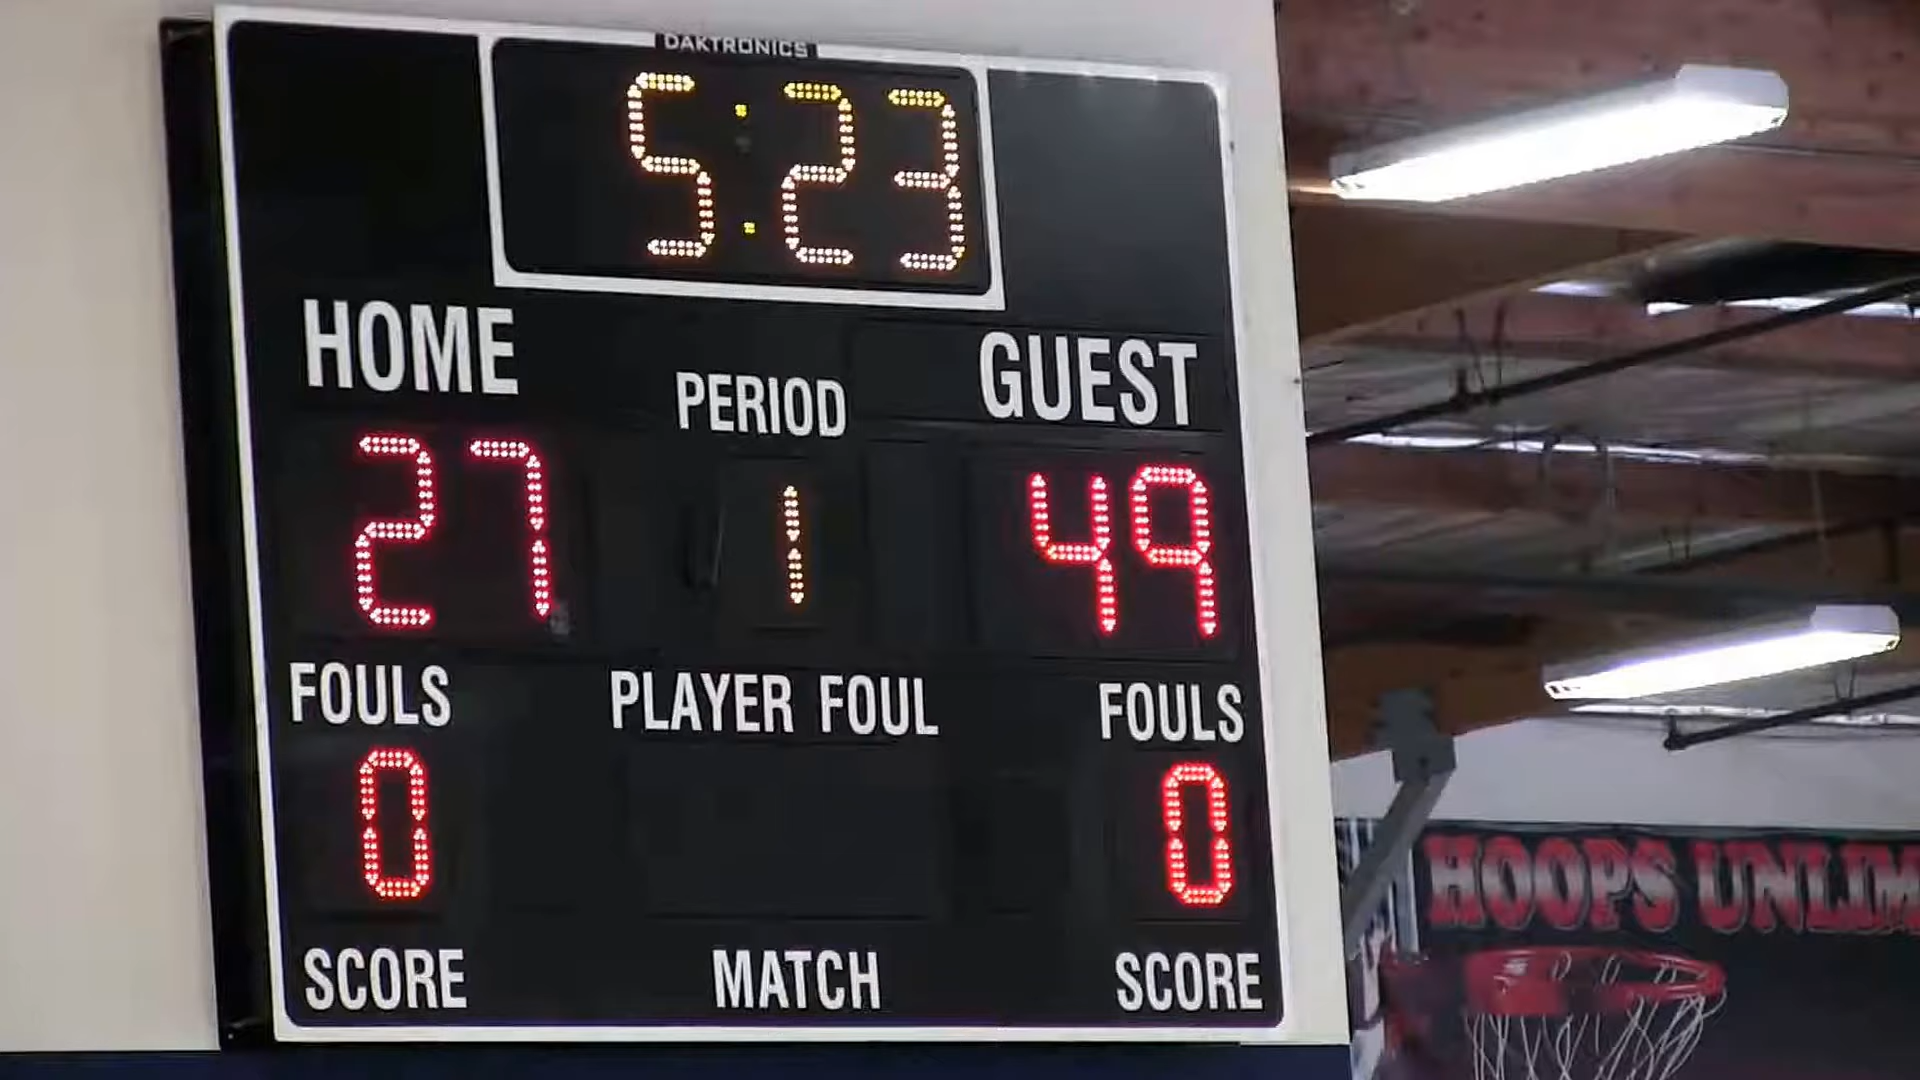 DAKTRONICS
5:23
HOME PERIOD GUEST
27 1 49
FOULS PLAYER FOUL FOULS
0 0
SCORE MATCH SCORE
HOOPS UNLIM